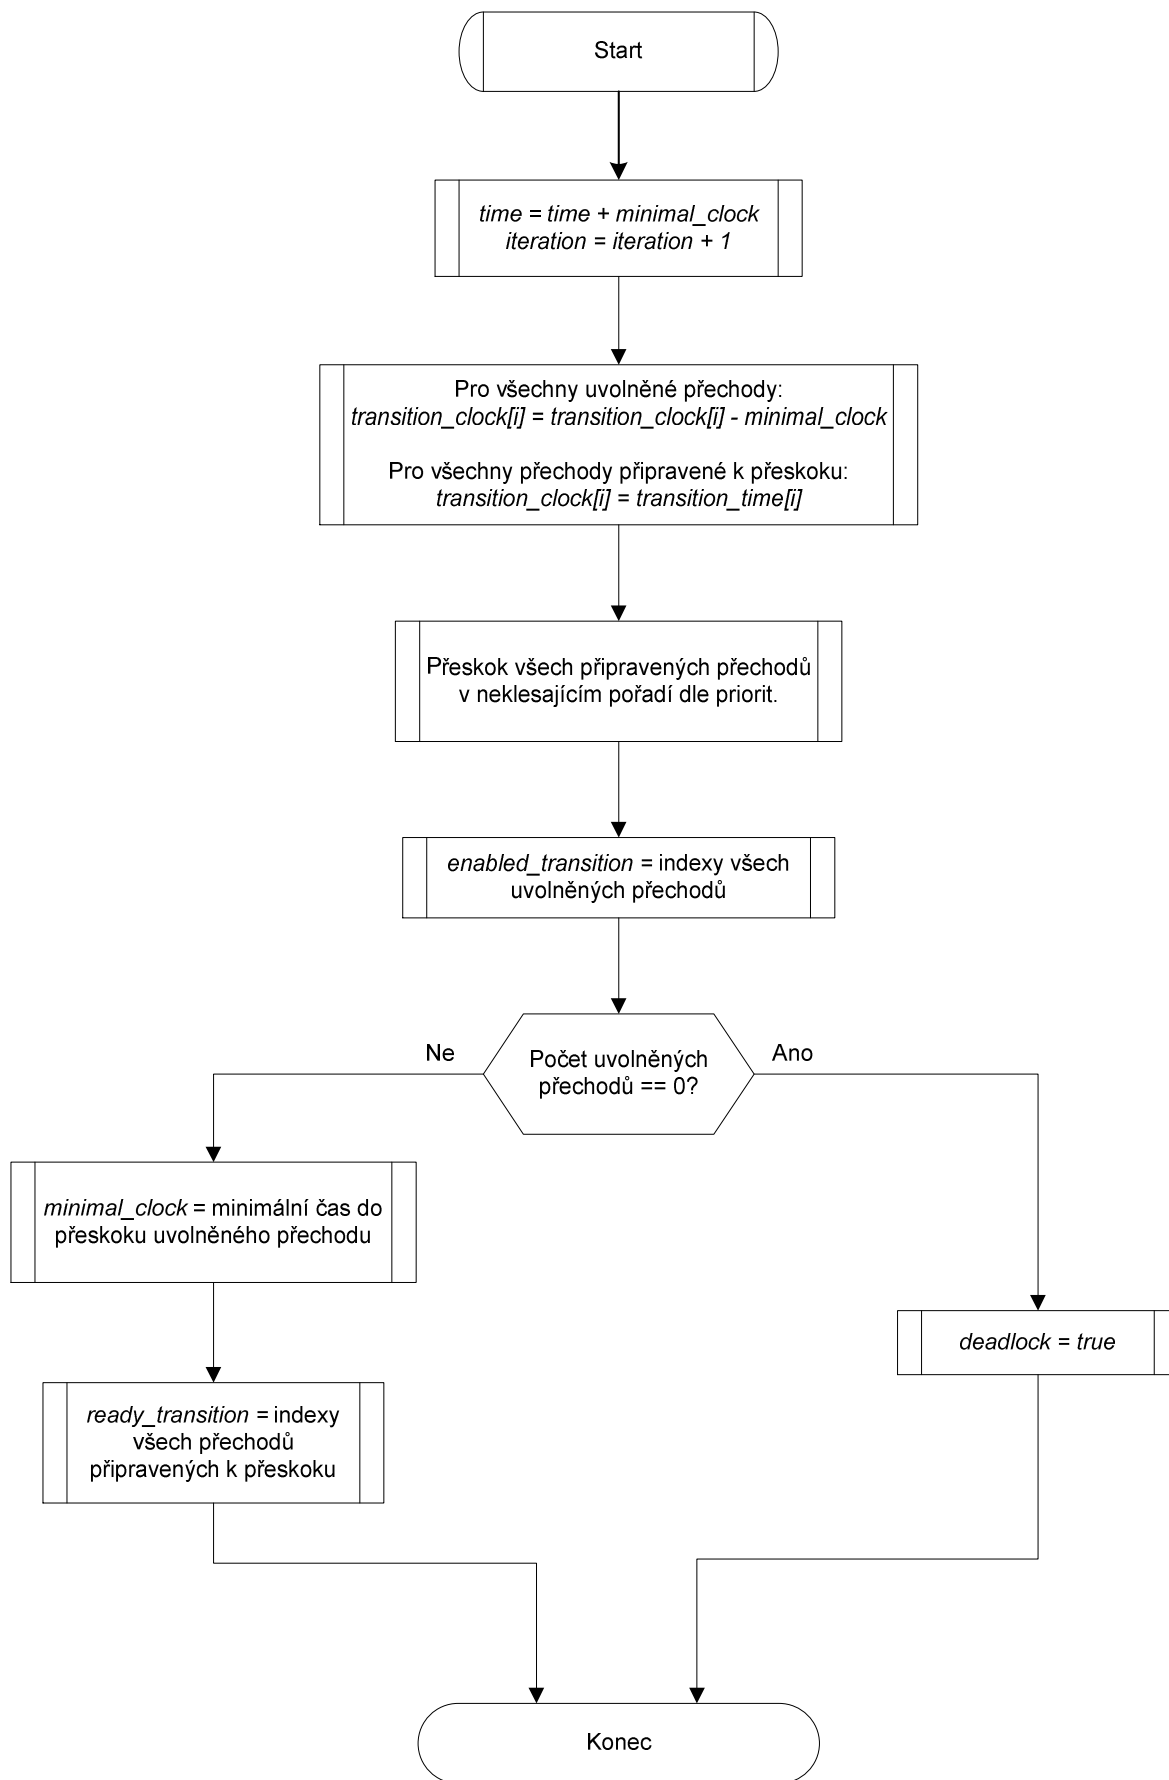 Start
time = time + minimal_clock
iteration = iteration + 1
Pro všechny uvolněné přechody:
transition_clock[i] = transition_clock[i] - minimal_clock
Pro všechny přechody připravené k přeskoku:
transition_clock[i] = transition_time[i]
Přeskok všech připravených přechodů
v neklesajícím pořadí dle priorit.
enabled_transition = indexy všech
uvolněných přechodů
Ne
Počet uvolněných
přechodů == 0?
Ano
minimal_clock = minimální čas do
přeskoku uvolněného přechodu
deadlock = true
ready_transition = indexy
všech přechodů
připravených k přeskoku
Konec